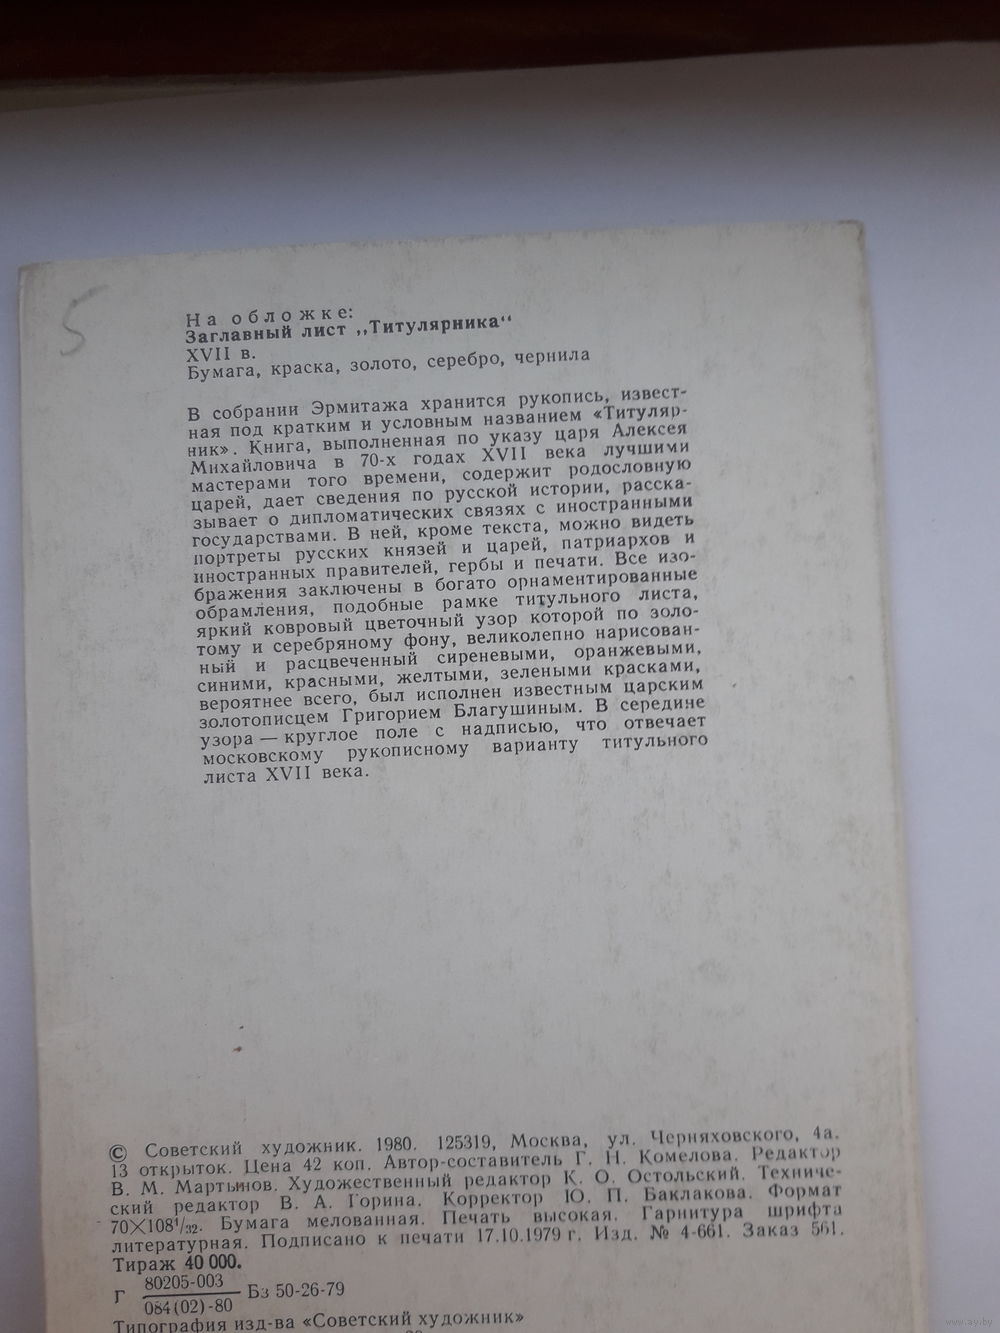 5
На обложке:
Заглавный лист „Титулярника“
XVII в.
Бумага, краска, золото, серебро, чернила
В собрании Эрмитажа хранится рукопись, извест-
ная под кратким и условным названием «Титуляр-
ник». Книга, выполненная по указу царя Алексея
Михайловича в 70-х годах XVII века лучшими
мастерами того времени, содержит родословную
царей, дает сведения по русской истории, расска-
зывает о дипломатических связях с иностранными
государствами. В ней, кроме текста, можно видеть
портреты русских князей и царей, патриархов и
иностранных правителей, гербы и печати. Все изо-
бражения заключены в богато орнаментированные
обрамления, подобные рамке титульного листа,
яркий ковровый цветочный узор которой по золо-
тому и серебряному фону, великолепно нарисован-
ный и расцвеченный сиреневыми, оранжевыми,
синими, красными, желтыми, зелеными красками,
вероятнее всего, был исполнен известным царским
золотописцем Григорием Благушиным. В середине
узора — круглое поле с надписью, что отвечает
московскому рукописному варианту титульного
листа XVII века.
© Советский художник. 1980. 125319, Москва, ул. Черняховского, 4а.
13 открыток. Цена 42 коп. Автор-составитель Г. Н. Комелова. Редактор
В. М. Мартынов. Художественный редактор К. О. Остольский. Техниче-
ский редактор В. А. Горина. Корректор Ю. П. Баклакова. Формат
70×108¹/₃₂. Бумага мелованная. Печать высокая. Гарнитура шрифта
литературная. Подписано к печати 17.10.1979 г. Изд. № 4-661. Заказ 561.
Тираж 40 000.
Г 80205-003 / 084(02)-80 Бз 50-26-79
Типография изд-ва «Советский художник»
www.ay.by